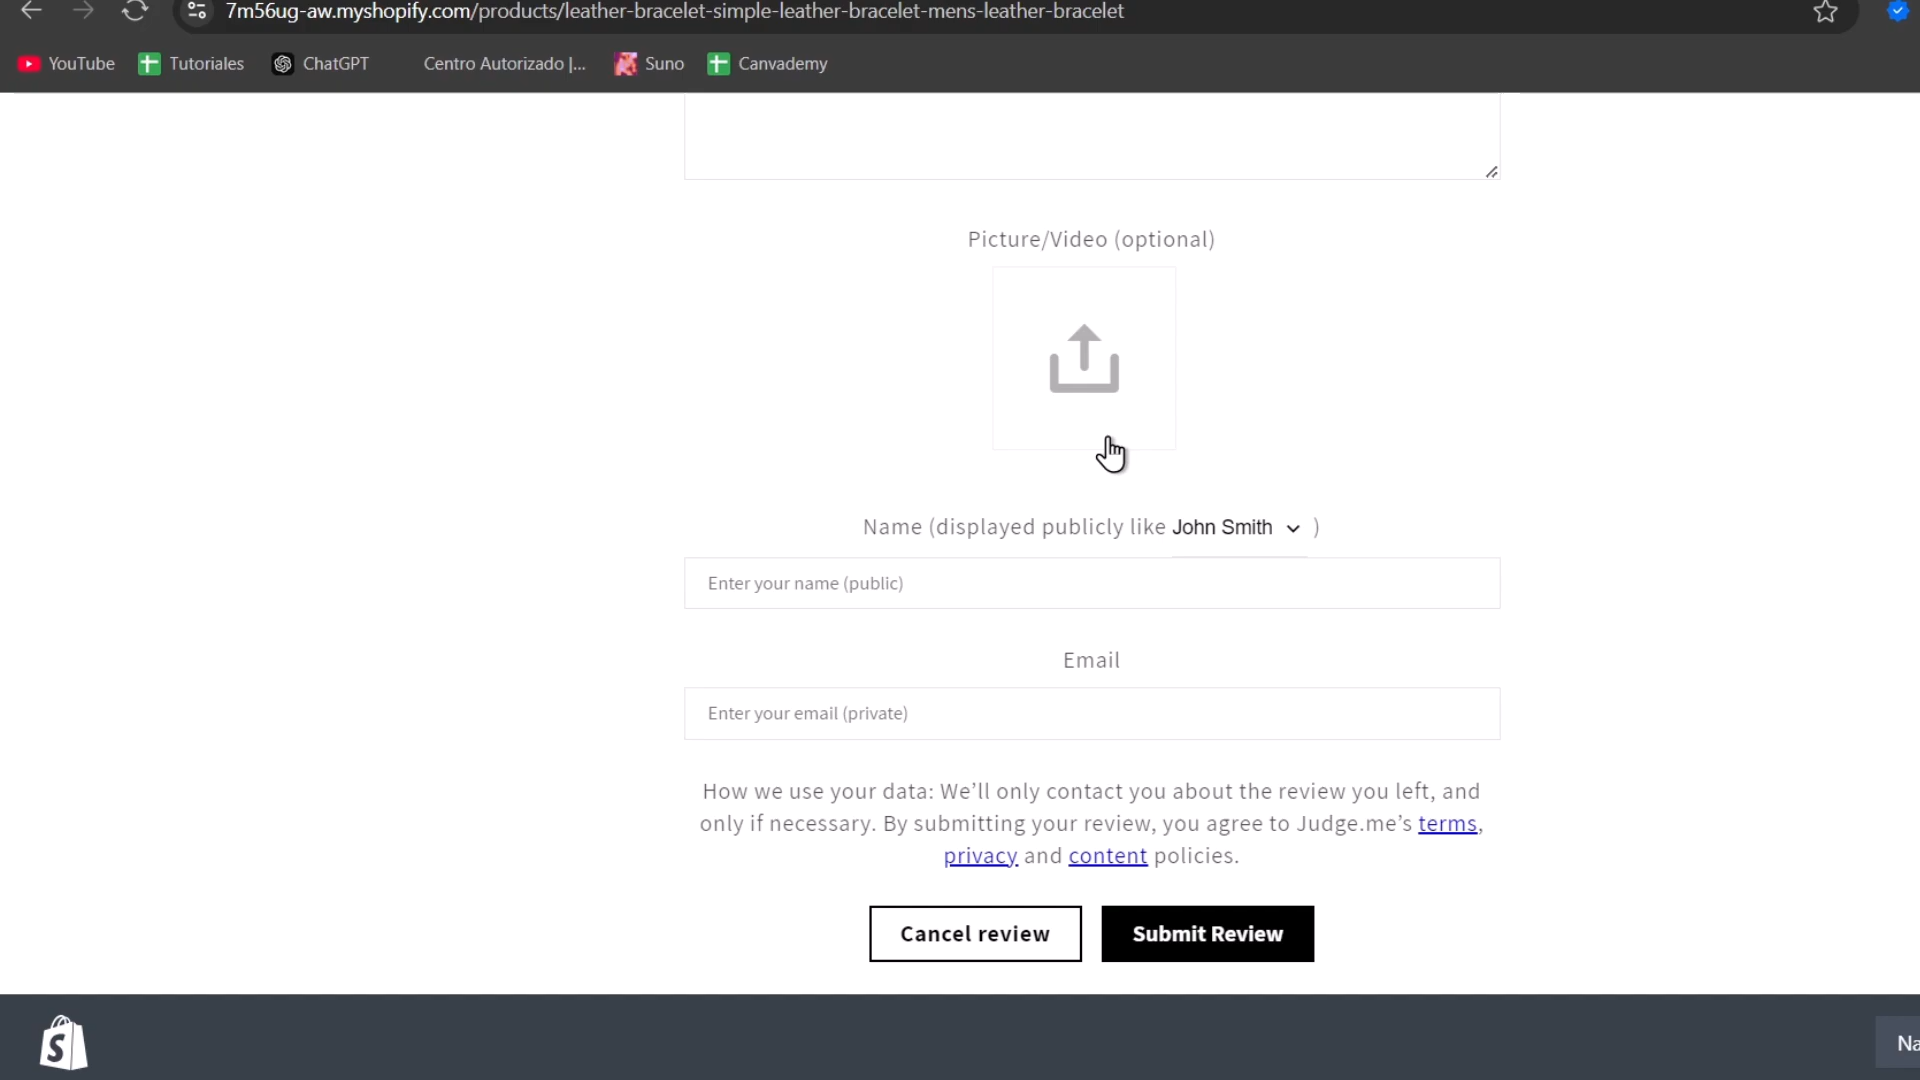 7m56ug-aw.myshopify.com/products/leather-bracelet-simple-leather-bracelet-mens-leather-bracelet
YouTube Tutoriales ChatGPT Centro Autorizado |... Suno Canvademy
Picture/Video (optional)
Name (displayed publicly like John Smith )
Enter your name (public)
Email
Enter your email (private)
How we use your data: We’ll only contact you about the review you left, and
only if necessary. By submitting your review, you agree to Judge.me’s terms,
privacy and content policies.
Cancel review Submit Review